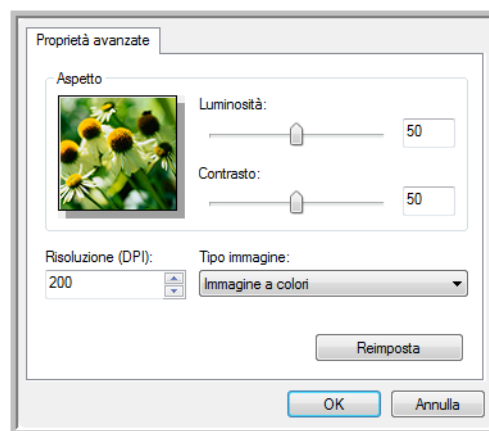 Proprietà avanzate
Aspetto
Luminosità:
50
Contrasto:
50
Risoluzione (DPI):
Tipo immagine:
200
Immagine a colori
Reimposta
OK
Annulla